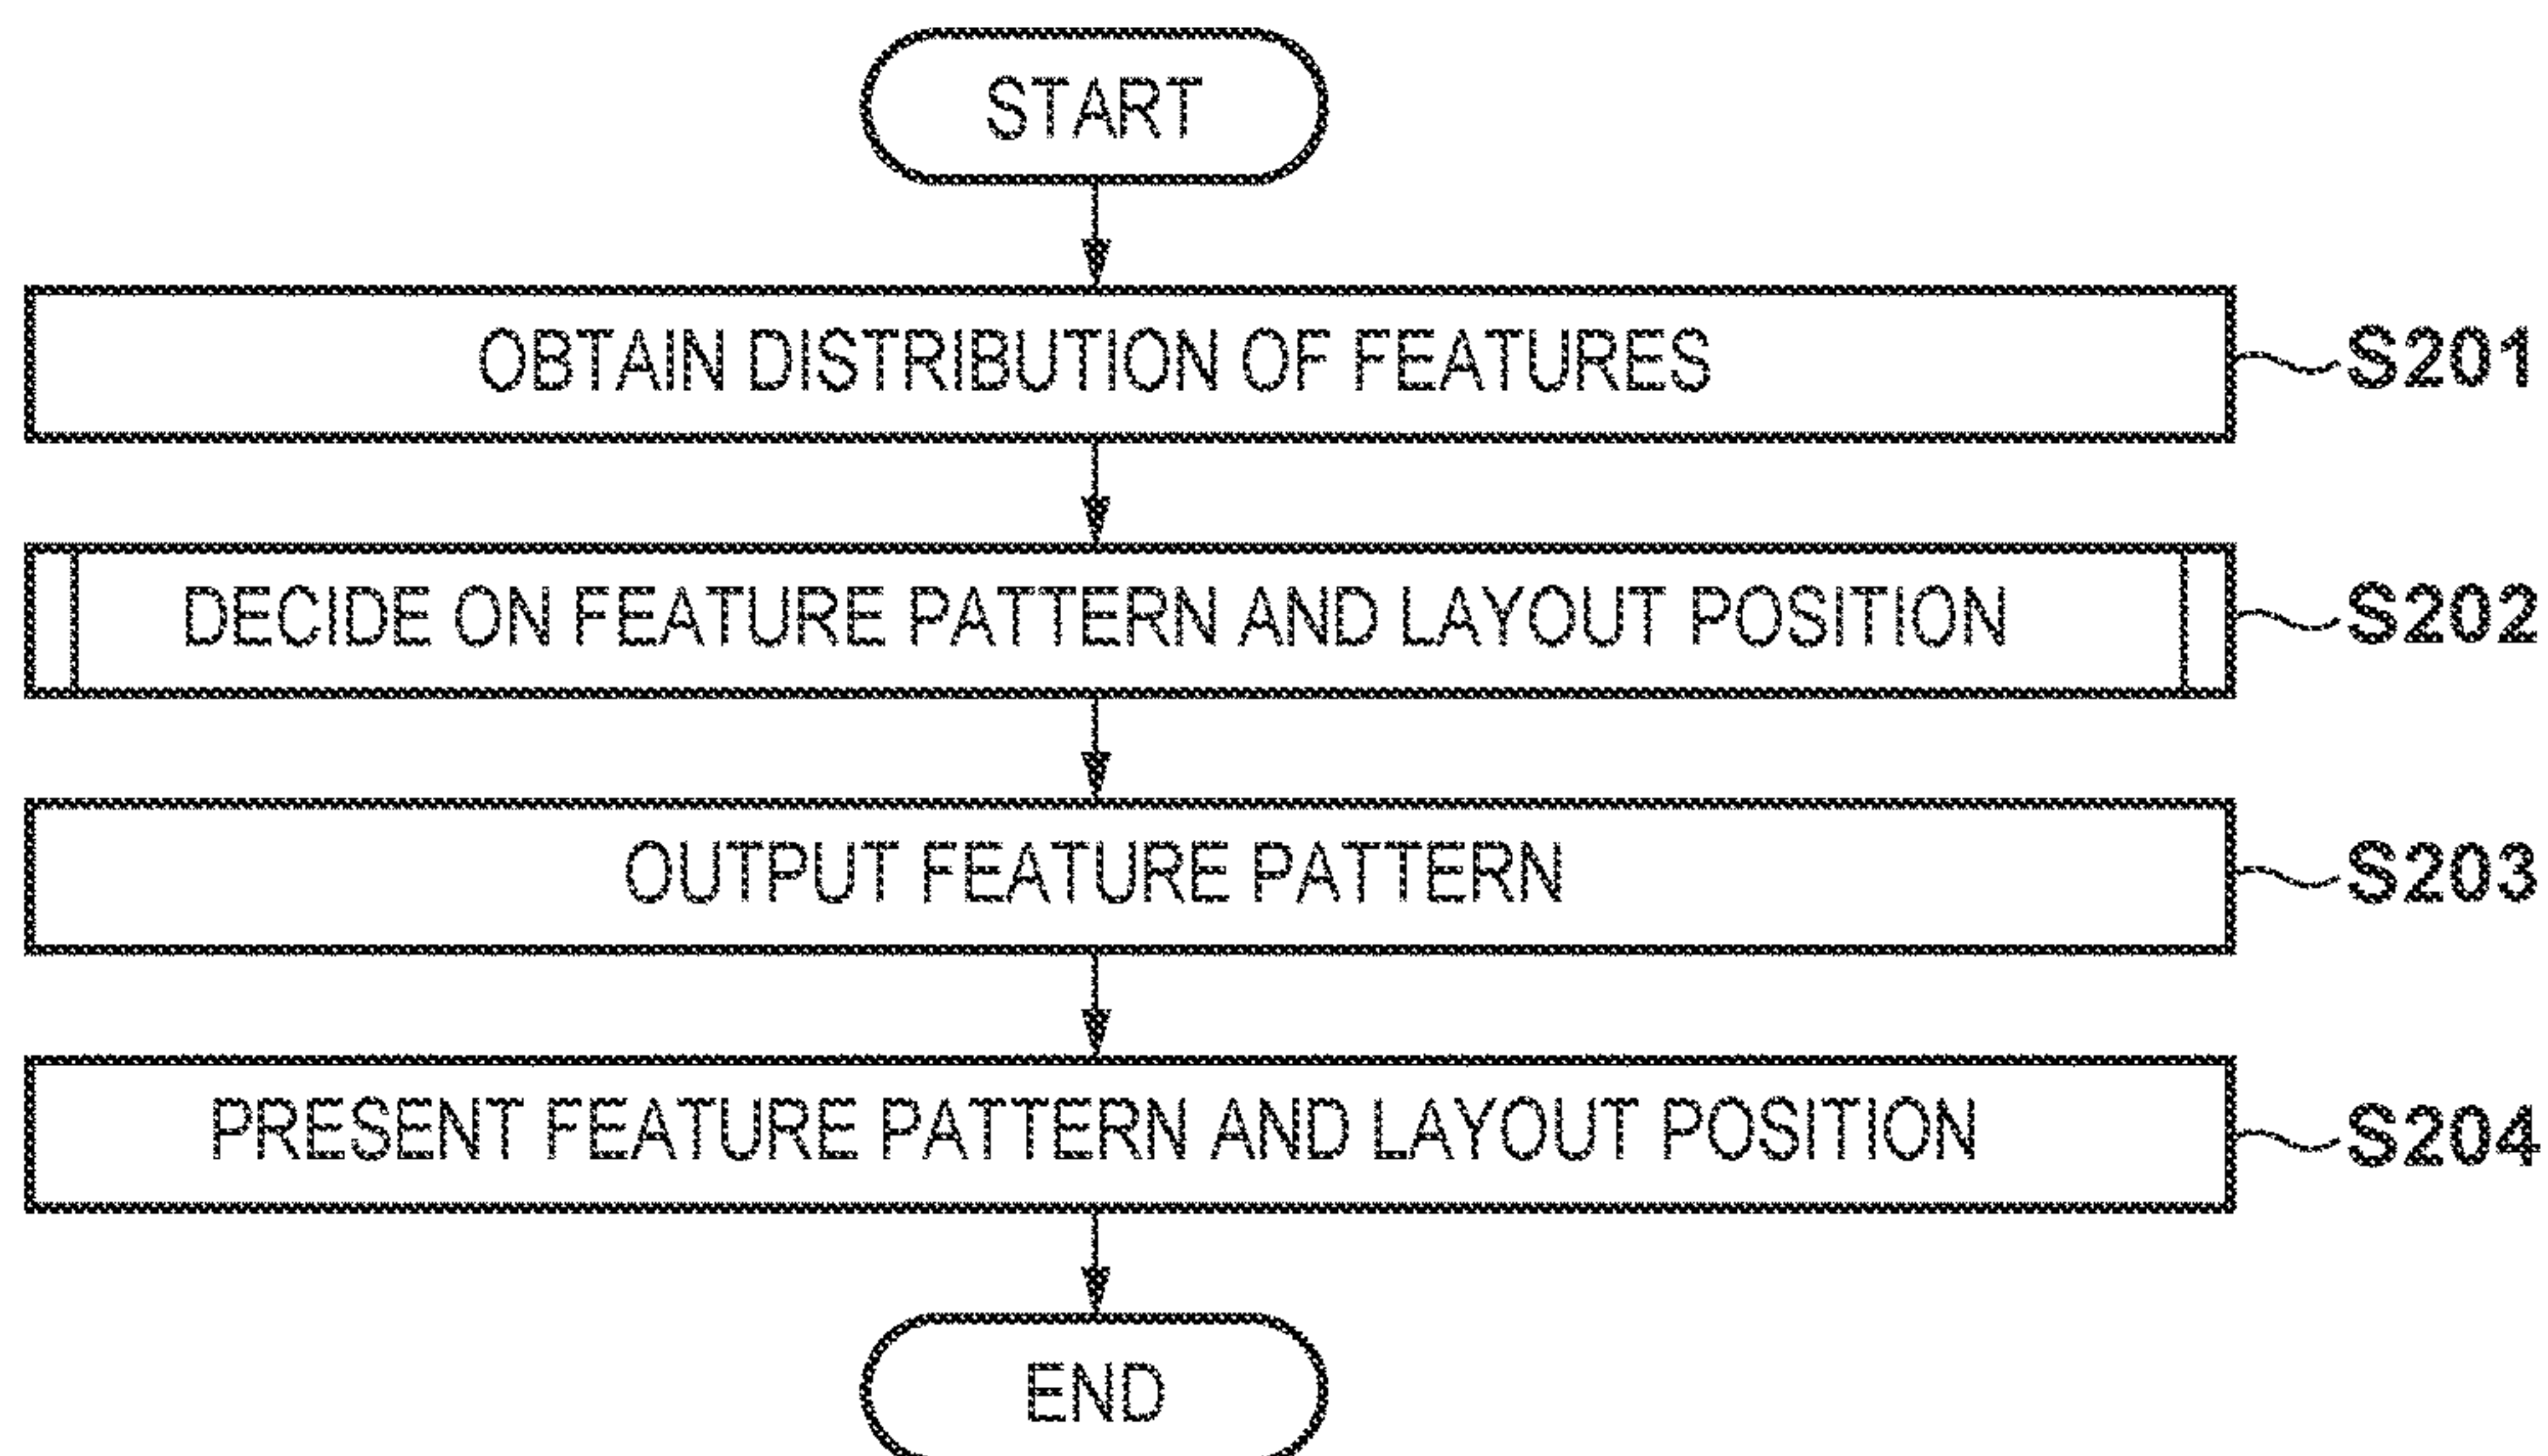 START
OBTAIN DISTRIBUTION OF FEATURES
S201
DECIDE ON FEATURE PATTERN AND LAYOUT POSITION
S202
OUTPUT FEATURE PATTERN
S203
PRESENT FEATURE PATTERN AND LAYOUT POSITION
S204
END